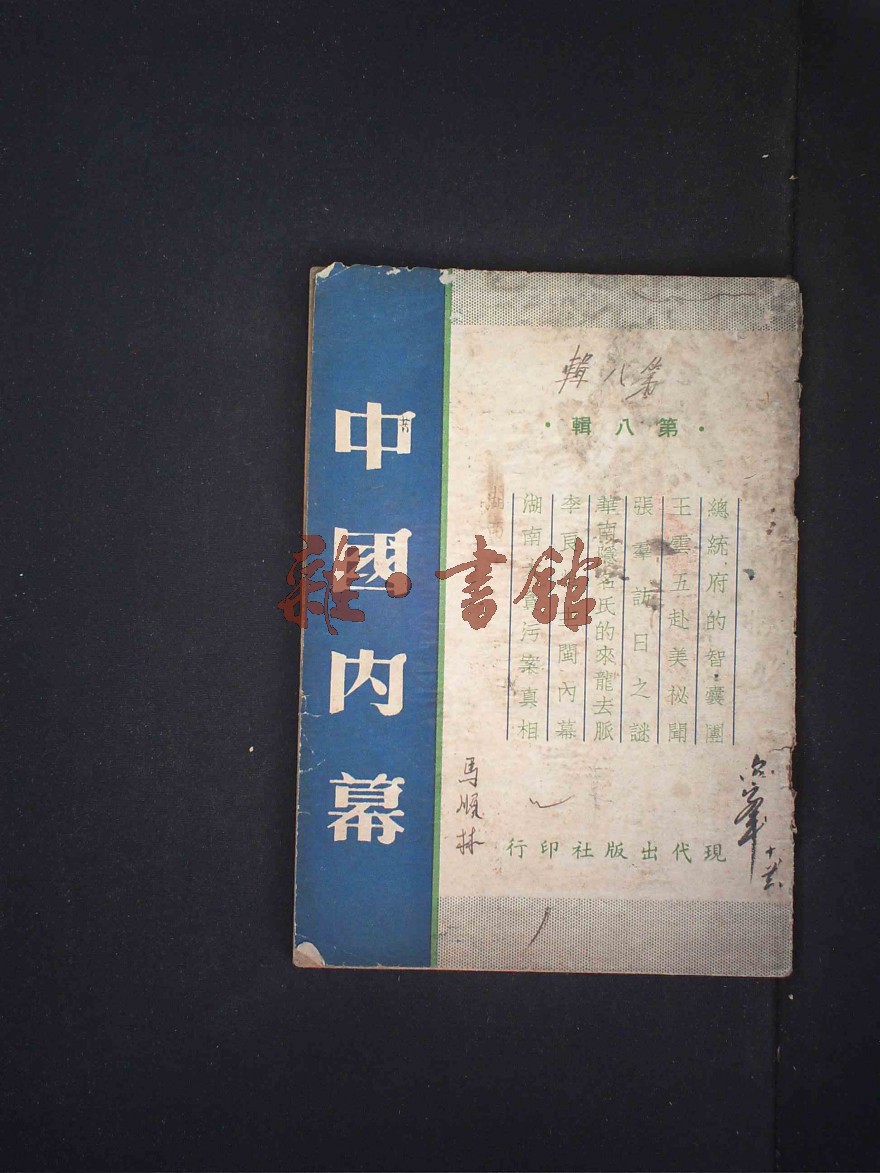 中國內幕
第八輯
·第八輯·
總統府的智囊團
王雲五赴美秘聞
張羣訪日之謎
華南隱名氏的來龍去脈
李良 閩內幕
湖南 污案真相
現代出版社印行
馬順林
雜·書館